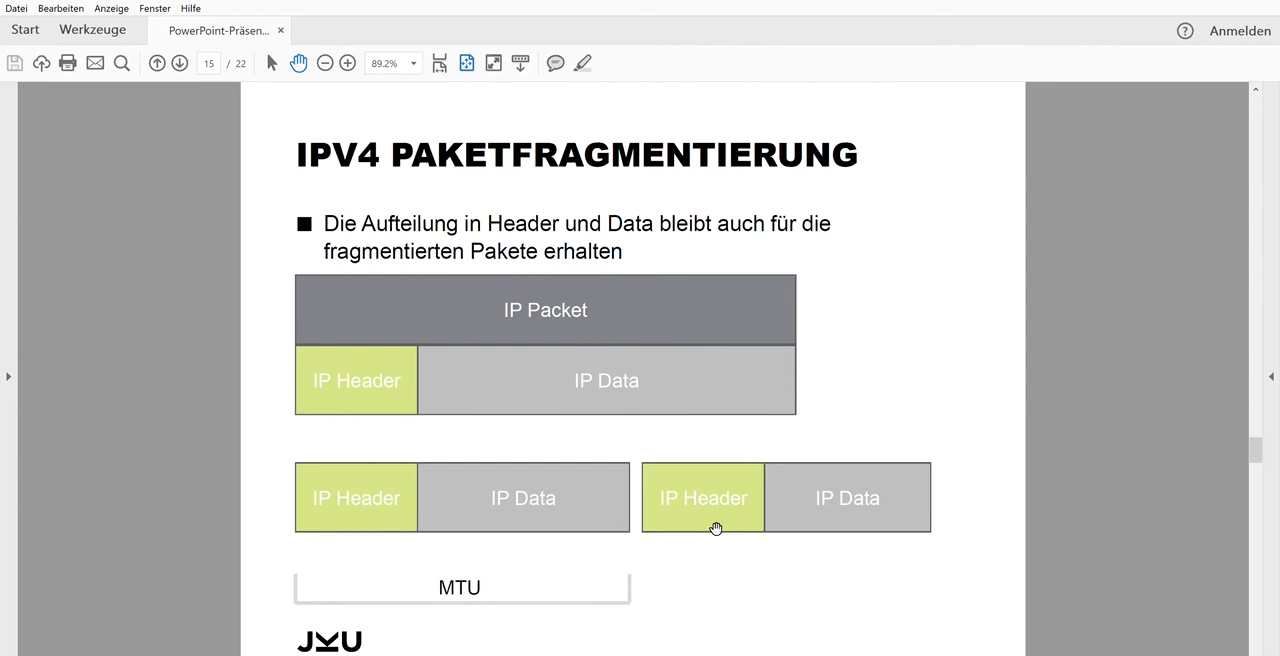 Datei Bearbeiten Anzeige Fenster Hilfe
Start Werkzeuge PowerPoint-Präsen... × ? Anmelden
15 / 22 89.2%
IPV4 PAKETFRAGMENTIERUNG
Die Aufteilung in Header und Data bleibt auch für die
fragmentierten Pakete erhalten
IP Packet
IP Header IP Data
IP Header IP Data IP Header IP Data
MTU
JKU